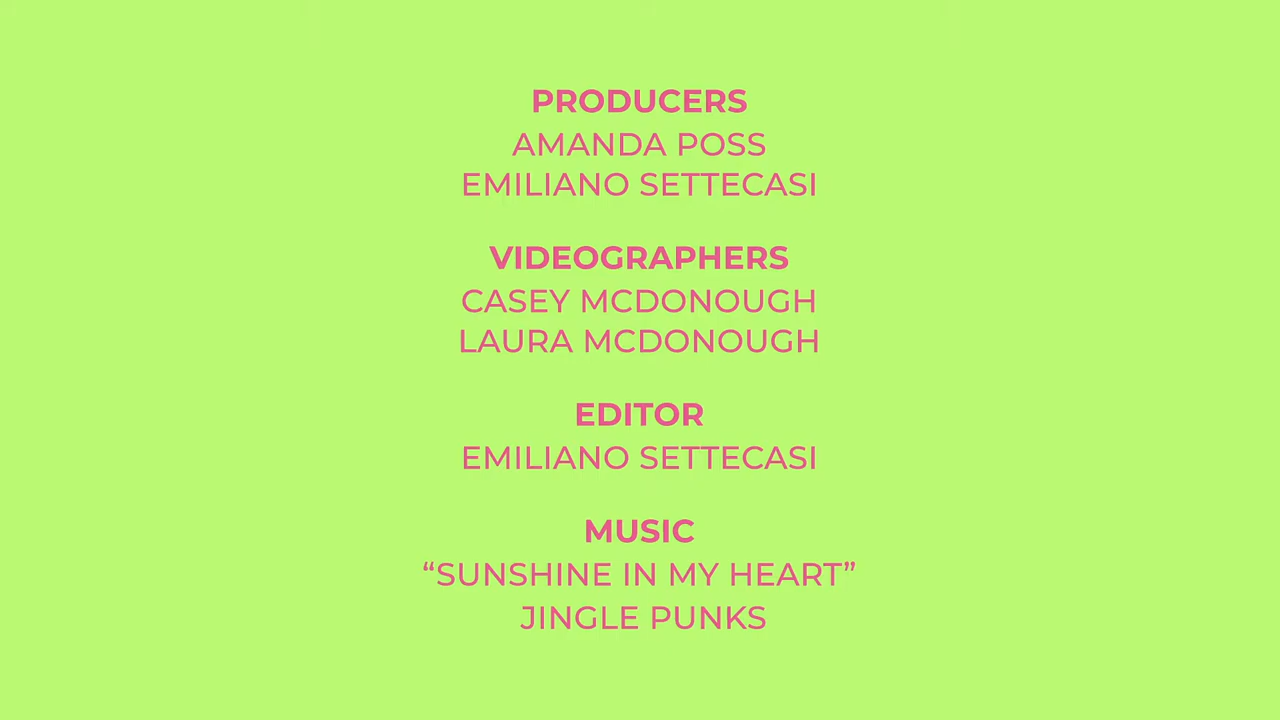 PRODUCERS
AMANDA POSS
EMILIANO SETTECASI
VIDEOGRAPHERS
CASEY MCDONOUGH
LAURA MCDONOUGH
EDITOR
EMILIANO SETTECASI
MUSIC
“SUNSHINE IN MY HEART”
JINGLE PUNKS